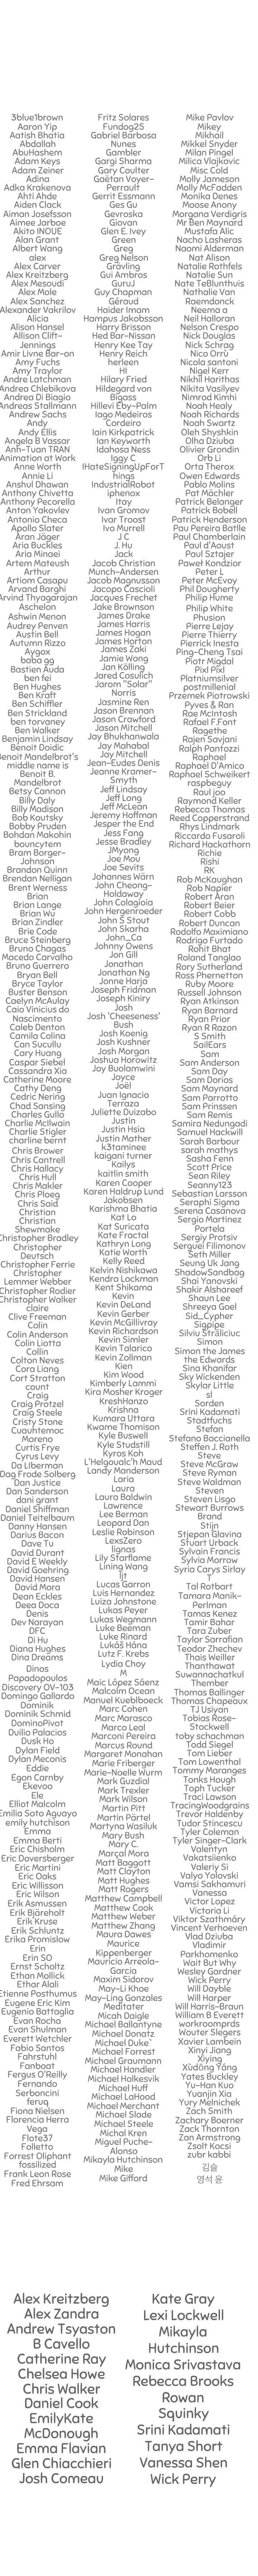 3blue1brown
Aaron Yip
Aatish Bhatia
Abdallah
AbuHashem
Adam Keys
Adam Zeiner
Adina
Adka Krakenova
Ahti Ahde
Aiden Clack
Aiman Josefsson
Aimee Jarboe
Akito INOUE
Alan Grant
Albert Wang
alex
Alex Carver
Alex Kreitzberg
Alex Mesoudi
Alex Mole
Alex Sanchez
Alexander Vakrilov
Alicia
Alison Hansel
Allison Clift-
Jennings
Amir Livne Bar-on
Amy Fuchs
Amy Traylor
Andre Latchman
Andrea Chlebikova
Andrea Di Biagio
Andreas Stallmann
Andrew Sachs
Andy
Andy Ellis
Angela B Vassar
Anh-Tuan TRAN
Animation at Work
Anne Worth
Annie Li
Anshul Dhawan
Anthony Chivetta
Anthony Pecorella
Anton Yakovlev
Antonio Checa
Apollo Slater
Aran Jäger
Aria Buckles
Aria Minaei
Artem Mateush
Arthur
Artiom Casapu
Arvand Barghi
Arvind Thyagarajan
Aschelon
Ashwin Menon
Audrey Penven
Austin Bell
Autumn Rizzo
Aygox
baba gg
Bastien Auda
ben fei
Ben Hughes
Ben Kraft
Ben Schiffler
Ben Strickland
ben torvaney
Ben Walker
Benjamin Lindsay
Benoit Doidic
Benoit Mandelbrot's
middle name is
Benoit B.
Mandelbrot
Betsy Cannon
Billy Daly
Billy Madison
Bob Koutsky
Bobby Pruden
Bohdan Makohin
bouncytem
Bram Borger-
Johnson
Brandon Quinn
Brendan Nelligan
Brent Werness
Brian
Brian Lange
Brian Wu
Brian Zindler
Brie Code
Bruce Steinberg
Bruno Chagas
Macedo Carvalho
Bruno Guerrero
Bryan Bell
Bryce Taylor
Buster Benson
Caelyn McAulay
Caio Vinicius do
Nascimento
Caleb Denton
Camila Colina
Can Sucullu
Cary Huang
Caspar Siebel
Cassandra Xia
Catherine Moore
Cathy Deng
Cedric Nering
Chad Sansing
Charles Gullo
Charlie McIlwain
Charlie Stigler
charline bernt
Chris Brower
Chris Cantrell
Chris Hallacy
Chris Hull
Chris Makler
Chris Ploeg
Chris Said
Christian
Christian
Shewmake
Christopher Bradley
Christopher
Deutsch
Christopher Ferrie
Christopher
Lemmer Webber
Christopher Rodier
Christopher Walker
claire
Clive Freeman
Colin
Colin Anderson
Colin Liotta
Collin
Colton Neves
Cora Liang
Cort Stratton
count
Craig
Craig Protzel
Craig Steele
Cristy Stone
Cuauhtemoc
Moreno
Curtis Frye
Cyrus Levy
Da Liberman
Dag Frode Solberg
Dan Justice
Dan Sanderson
dani grant
Daniel Shiffman
Daniel Teitelbaum
Danny Hansen
Darius Bacon
Dave Tu
David Durant
David E Weekly
David Goehring
David Hansen
David Mora
Dean Eckles
Deea Doca
Denis
Dev Narayan
DFC
Di Hu
Diana Hughes
Dina Dreams
Dinos
Papadopoulos
Discovery OV-103
Domingo Gallardo
Dominik
Dominik Schmid
DominoPivot
Duilio Palacios
Dusk Ho
Dylan Field
Dylan Meconis
Eddie
Egan Carnby
Ekevoo
Ele
Elliot Malcolm
Emilia Soto Aguayo
emily hutchison
Emma
Emma Berti
Eric Chisholm
Eric Doversberger
Eric Martini
Eric Oaks
Eric Willisson
Eric Wilson
Erik Asmussen
Erik Bjäreholt
Erik Kruse
Erik Schluntz
Erika Promislow
Erin
Erin SO
Ernst Scholtz
Ethan Mollick
Ethar Alali
Etienne Posthumus
Eugene Eric Kim
Eugenio Battaglia
Evan Rocha
Evan Shulman
Everett Wetchler
Fabio Santos
Fahrstuhl
Fanboat
Fergus O'Reilly
Fernando
Serboncini
feruq
Fiona Nielsen
Florencia Herra
Vega
Flote37
Folletto
Forrest Oliphant
fossilized
Frank Leon Rose
Fred Ehrsam
Fritz Solares
Fundog25
Gabriel Barbosa
Nunes
Gambler
Gargi Sharma
Gary Coulter
Gaëtan Voyer-
Perrault
Gerrit Essmann
Ges Gu
Gevroska
Giovan
Glen E. Ivey
Green
Greg
Greg Nelson
Grävling
Gui Ambros
GuruJ
Guy Chapman
Géraud
Haider Imam
Hampus Jakobsson
Harry Brisson
Hed Bar-Nissan
Henry Kee Tay
Henry Reich
herleen
HI
Hilary Fried
Hildegard von
Bigass
Hillevi Eby-Palm
Iago Medeiros
Cordeiro
Iain Kirkpatrick
Ian Keyworth
Idahosa Ness
Iggy C
IHateSigningUpForT
hings
IndustrialRobot
iphenox
Itay
Ivan Gromov
Ivar Troost
Ivo Murrell
J C
J. Hu
Jack
Jacob Christian
Munch-Andersen
Jacob Magnusson
Jacopo Cascioli
Jacques Frechet
Jake Brownson
James Drake
James Harris
James Hogan
James Horton
James Zaki
Jamie Wong
Jan Kölling
Jared Cosulich
Jarom "Solar"
Norris
Jasmine Ren
Jason Brennan
Jason Crawford
Jason Mitchell
Jay Bhukhanwala
Jay Mahabal
Jay Mitchell
Jean-Eudes Denis
Jeanne Kramer-
Smyth
Jeff Lindsay
Jeff Long
Jeff McLean
Jeremy Hoffman
Jesper the End
Jess Fang
Jesse Bradley
JMyong
Joe Mou
Joe Sevits
Johannes Wärn
John Cheong-
Holdaway
John Colagioia
John Hergenroeder
John S Stout
John Skarha
John_Ca
Johnny Owens
Jon Gill
Jonathan
Jonathan Ng
Jonne Harja
Joseph Fridman
Joseph Kiniry
Josh
Josh 'Cheeseness'
Bush
Josh Koenig
Josh Kushner
Josh Morgan
Joshua Horowitz
Joy Buolamwini
Joyce
Joël
Juan Ignacio
Terraza
Juliette Duizabo
Justin
Justin Hsia
Justin Mather
k3taminee
kaigani turner
Kailys
kaitlin smith
Karen Cooper
Karen Haldrup Lund
Jakobsen
Karishma Bhatia
Kat Lo
Kat Suricata
Kate Fractal
Kathryn Long
Katie Worth
Kelly Reed
Kelvin Nishikawa
Kendra Lockman
Kent Shikama
Kevin
Kevin DeLand
Kevin Gerber
Kevin McGillivray
Kevin Richardson
Kevin Simler
Kevin Talarico
Kevin Zollman
Kien
Kim Wood
Kimberly Lammi
Kira Mosher Kroger
KreshHanzo
Krishna
Kumara Uttara
Kwame Thomison
Kyle Buswell
Kyle Studstill
Kyros Koh
L'Helgoualc'h Maud
Landy Manderson
Laria
Laura
Laura Baldwin
Lawrence
Lee Berman
Leopard Dan
Leslie Robinson
LexsZero
lignas
Lily Starflame
Lining Wang
ljt
Lucas Garron
Luis Hernandez
Luiza Johnstone
Lukas Peyer
Lukas Wegmann
Luke Beeman
Luke Rinard
Lukáš Hána
Lutz F. Krebs
Lydia Choy
M
Maic López Sáenz
Malcolm Ocean
Manuel Kueblboeck
Marc Cohen
Marc Marasco
Marco Leal
Marconi Pereira
Marcus Round
Margaret Monahan
Marie Friberger
Marie-Noelle Wurm
Mark Guzdial
Mark Trexler
Mark Wilson
Martin Pitt
Martin Pärtel
Martyna Wasiluk
Mary Bush
Mary C.
Marçal Mora
Matt Baggott
Matt Clayton
Matt Hughes
Matt Rogers
Matthew Campbell
Matthew Cook
Matthew Weber
Matthew Zhang
Maura Dawes
Maurice
Kippenberger
Mauricio Arreola-
Garcia
Maxim Sidorov
May-Li Khoe
May-Ling Gonzales
Meditater
Micah Daigle
Michael Ballantyne
Michael Donatz
Michael Duke`
Michael Forrest
Michael Graumann
Michael Handler
Michael Holkesvik
Michael Huff
Michael LaHood
Michael Merchant
Michael Slade
Michael Steele
Michal Kren
Miguel Puche-
Alonso
Mikayla Hutchinson
Mike
Mike Gifford
Mike Pavlov
Mikey
Mikhail
Mikkel Snyder
Milan Pingel
Milica Vlajkovic
Misc Cold
Molly Jameson
Molly McFadden
Monika Denes
Moose Anony
Morgana Verdigris
Mr Ben Maynard
Mustafa Alic
Nacha Lasheras
Naomi Alderman
Nat Alison
Natalie Rothfels
Natalie Sun
Nate TeBlunthuis
Nathalie Van
Raemdonck
Neema a
Neil Halloran
Nelson Crespo
Nick Douglas
Nick Schrag
Nico Orrù
Nicola santoni
Nigel Kerr
Nikhil Harithas
Nikita Vasilyev
Nimrod Kimhi
Noah Healy
Noah Richards
Noah Swartz
Oleh Shyshkin
Olha Dziuba
Olivier Grondin
Orb Li
Orta Therox
Owen Edwards
Pablo Molins
Pat Mächler
Patrick Belanger
Patrick Bobell
Patrick Henderson
Pau Pereira Batlle
Paul Chamberlain
Paul d'Aoust
Paul Sztajer
Paweł Kondzior
Peter L
Peter McEvoy
Phil Dougherty
Philip Hume
Philip White
Phusion
Pierre Lejay
Pierre Thierry
Pierrick Inesta
Ping-Cheng Tsai
Piotr Migdal
Pixl Pixl
Platniumsilver
postmillenial
Przemek Piotrowski
Pyves & Ran
Rae McIntosh
Rafael F.Font
Ragethe
Rajen Savjani
Ralph Pantozzi
Raphael
Raphael D'Amico
Raphael Schweikert
raspbeguy
Raul joo
Raymond Keller
Rebecca Thomas
Reed Copperstrand
Rhys Lindmark
Riccardo Fusaroli
Richard Hackathorn
Richie
Rishi
RK
Rob McKaughan
Rob Napier
Robert Aran
Robert Beier
Robert Cobb
Robert Duncan
Rodolfo Maximiano
Rodrigo Furtado
Rohit Bhat
Roland Tanglao
Rory Sutherland
Ross Phernetton
Ruby Moore
Russell Johnson
Ryan Atkinson
Ryan Barnard
Ryan Prior
Ryan R Razon
S Smith
SailEars
Sam
Sam Anderson
Sam Day
Sam Dorios
Sam Maynard
Sam Parrotto
Sam Prinssen
Sam Remis
Samira Nedungadi
Samuel Hackwill
Sarah Barbour
sarah mathys
Sasha Fenn
Scott Price
Sean Riley
Seanny123
Sebastian Larsson
Seraphi Sigma
Serena Casanova
Sergio Martinez
Portela
Sergiy Protsiv
Serguei Filimonov
Seth Miller
Seung Uk Jang
ShadowSandbag
Shai Yanovski
Shakir Alshareef
Shaun Lee
Shreeya Goel
Sid_Cypher
Sigpipe
Silviu Străliciuc
Simon
Simon the James
the Edwards
Sina Khanifar
Sky Wickenden
Skylar Little
sl
Sorden
Srini Kadamati
Stadtfuchs
Stefan
Stefano Bacciarella
Steffen J. Roth
Steve
Steve McGraw
Steve Ryman
Steve Waldman
Steven
Steven Lisgo
Stewart Burrows
Brand
Stijn
Stjepan Glavina
Stuart Urback
Sylvain Francis
Sylvia Morrow
Syria Carys Sirlay
T
Tal Rotbart
Tamara Manik-
Perlman
Tamas Kenez
Tamir Bahar
Tara Zuber
Taylor Sarrafian
Teodor Zhechev
Thais Weiller
Thanthawat
Suwannachatkul
Thember
Thomas Ballinger
Thomas Chapeaux
TJ Usiyan
Tobias Rose-
Stockwell
toby schachman
Todd Siegel
Tom Lieber
Tom Lowenthal
Tommy Maranges
Tonks Hough
Toph Tucker
Traci Lawson
TracingWoodgrains
Trevor Haldenby
Tudor Stincescu
Tyler Coleman
Tyler Singer-Clark
Valentyn
Vakatsiienko
Valeriy Si
Valya Yolovski
Vamsi Sakhamuri
Vanessa
Victor Lopez
Victoria Li
Viktor Szathmáry
Vincent Verhoeven
Vlad Dziuba
Vladimir
Parkhomenko
Wait But Why
Wesley Gardner
Wick Perry
Will Dayble
Will Harper
Will Harris-Braun
William B Everett
workroomprds
Wouter Slegers
Xavier Lambein
Xinyi Jiang
Xiying
Xùdōng Yáng
Yates Buckley
Yu-Han Kuo
Yuanjin Xia
Yury Melnichek
Zach Smith
Zachary Boerner
Zack Thornton
Zan Armstrong
Zsolt Kocsi
zubr kabbi
김슬
영석 윤
Alex Kreitzberg
Alex Zandra
Andrew Tsyaston
B Cavello
Catherine Ray
Chelsea Howe
Chris Walker
Daniel Cook
EmilyKate
McDonough
Emma Flavian
Glen Chiacchieri
Josh Comeau
Kate Gray
Lexi Lockwell
Mikayla
Hutchinson
Monica Srivastava
Rebecca Brooks
Rowan
Squinky
Srini Kadamati
Tanya Short
Vanessa Shen
Wick Perry